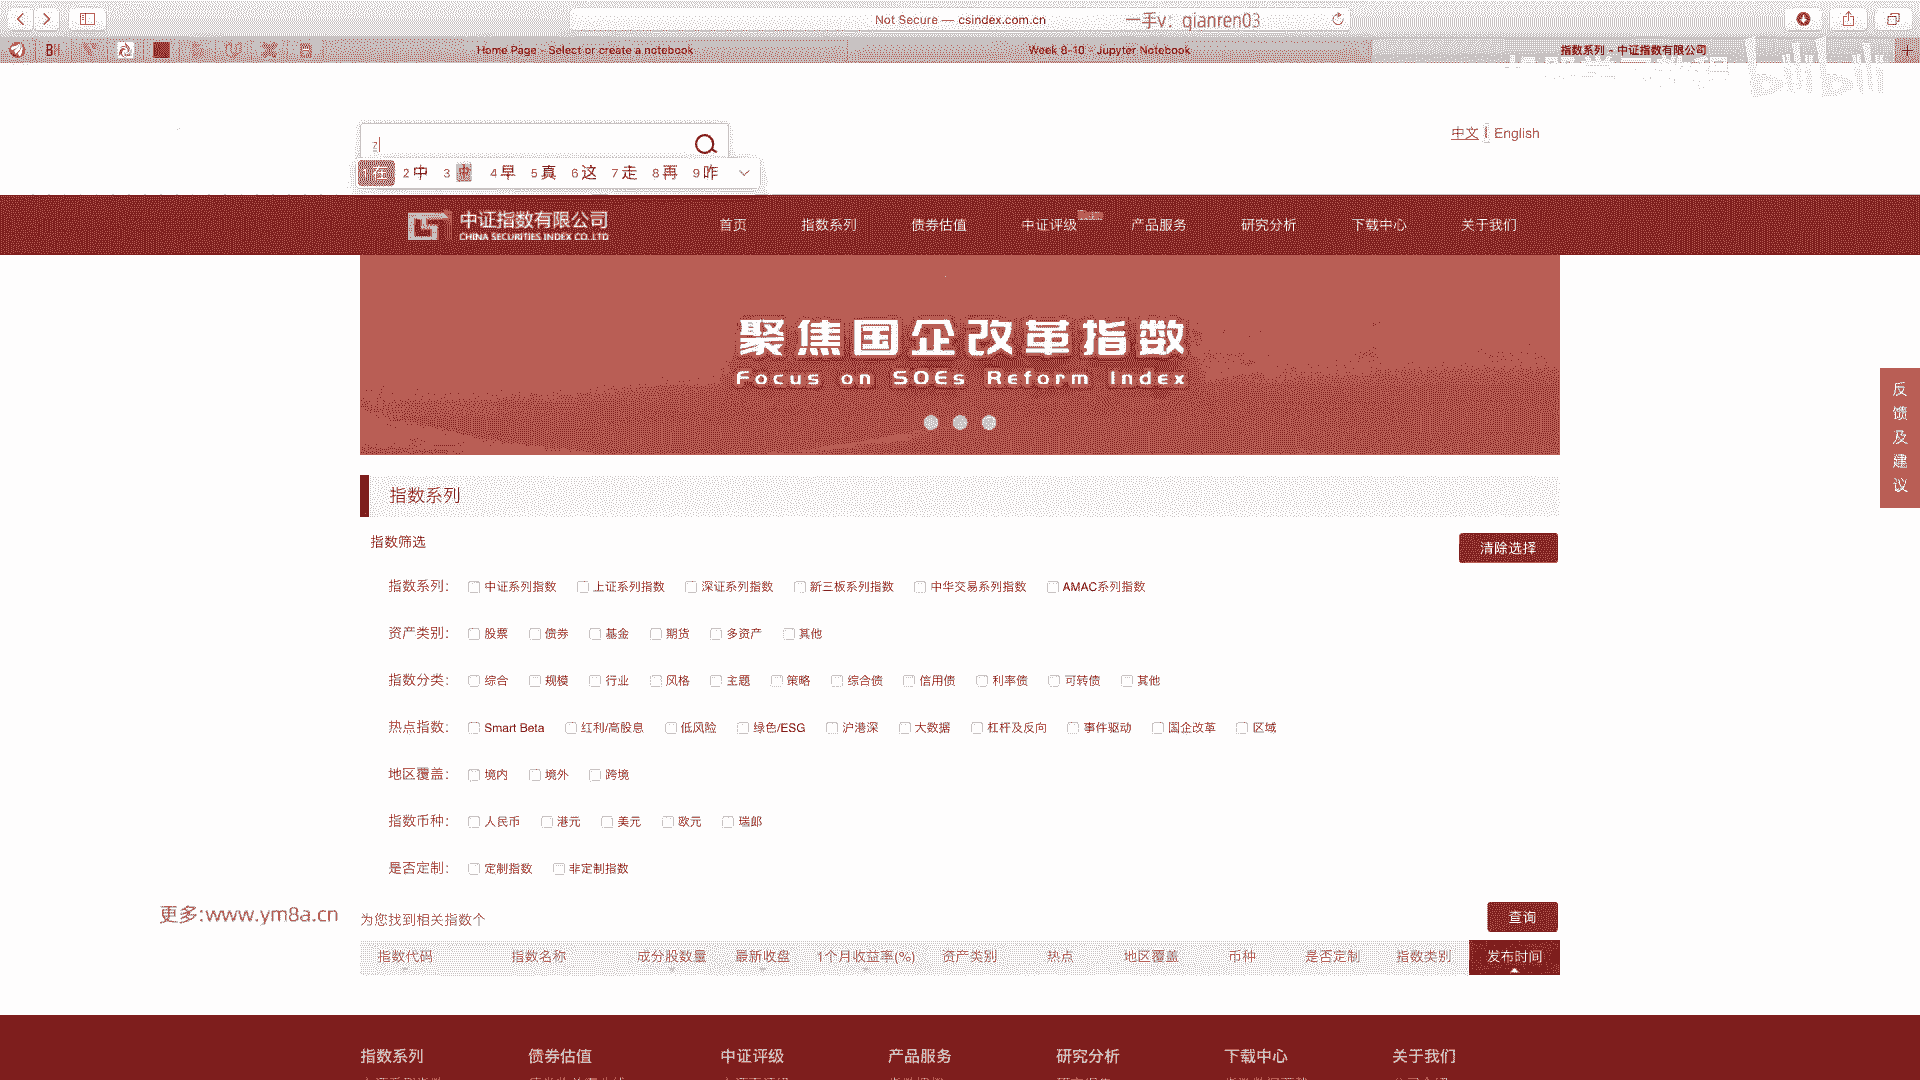 Not Secure — csindex.com.cn
一手v：qianren03
Home Page - Select or create a notebook
Week 8-10 - Jupyter Notebook
指数系列 - 中证指数有限公司
bilibili
中文 | English
z
1在 2中 3 4早 5真 6这 7走 8再 9咋
中证指数有限公司
CHINA SECURITIES INDEX CO.,LTD
首页 指数系列 债券估值 中证评级 产品服务 研究分析 下载中心 关于我们
聚焦国企改革指数
Focus on SOEs Reform Index
反馈及建议
指数系列
指数筛选
清除选择
指数系列： 中证系列指数 上证系列指数 深证系列指数 新三板系列指数 中华交易系列指数 AMAC系列指数
资产类别： 股票 债券 基金 期货 多资产 其他
指数分类： 综合 规模 行业 风格 主题 策略 综合债 信用债 利率债 可转债 其他
热点指数： Smart Beta 红利/高股息 低风险 绿色/ESG 沪港深 大数据 杠杆及反向 事件驱动 国企改革 区域
地区覆盖： 境内 境外 跨境
指数币种： 人民币 港元 美元 欧元 瑞郎
是否定制： 定制指数 非定制指数
更多:www.ym8a.cn
为您找到相关指数个
查询
指数代码 指数名称 成分股数量 最新收盘 1个月收益率(%) 资产类别 热点 地区覆盖 币种 是否定制 指数类别 发布时间
指数系列 债券估值 中证评级 产品服务 研究分析 下载中心 关于我们